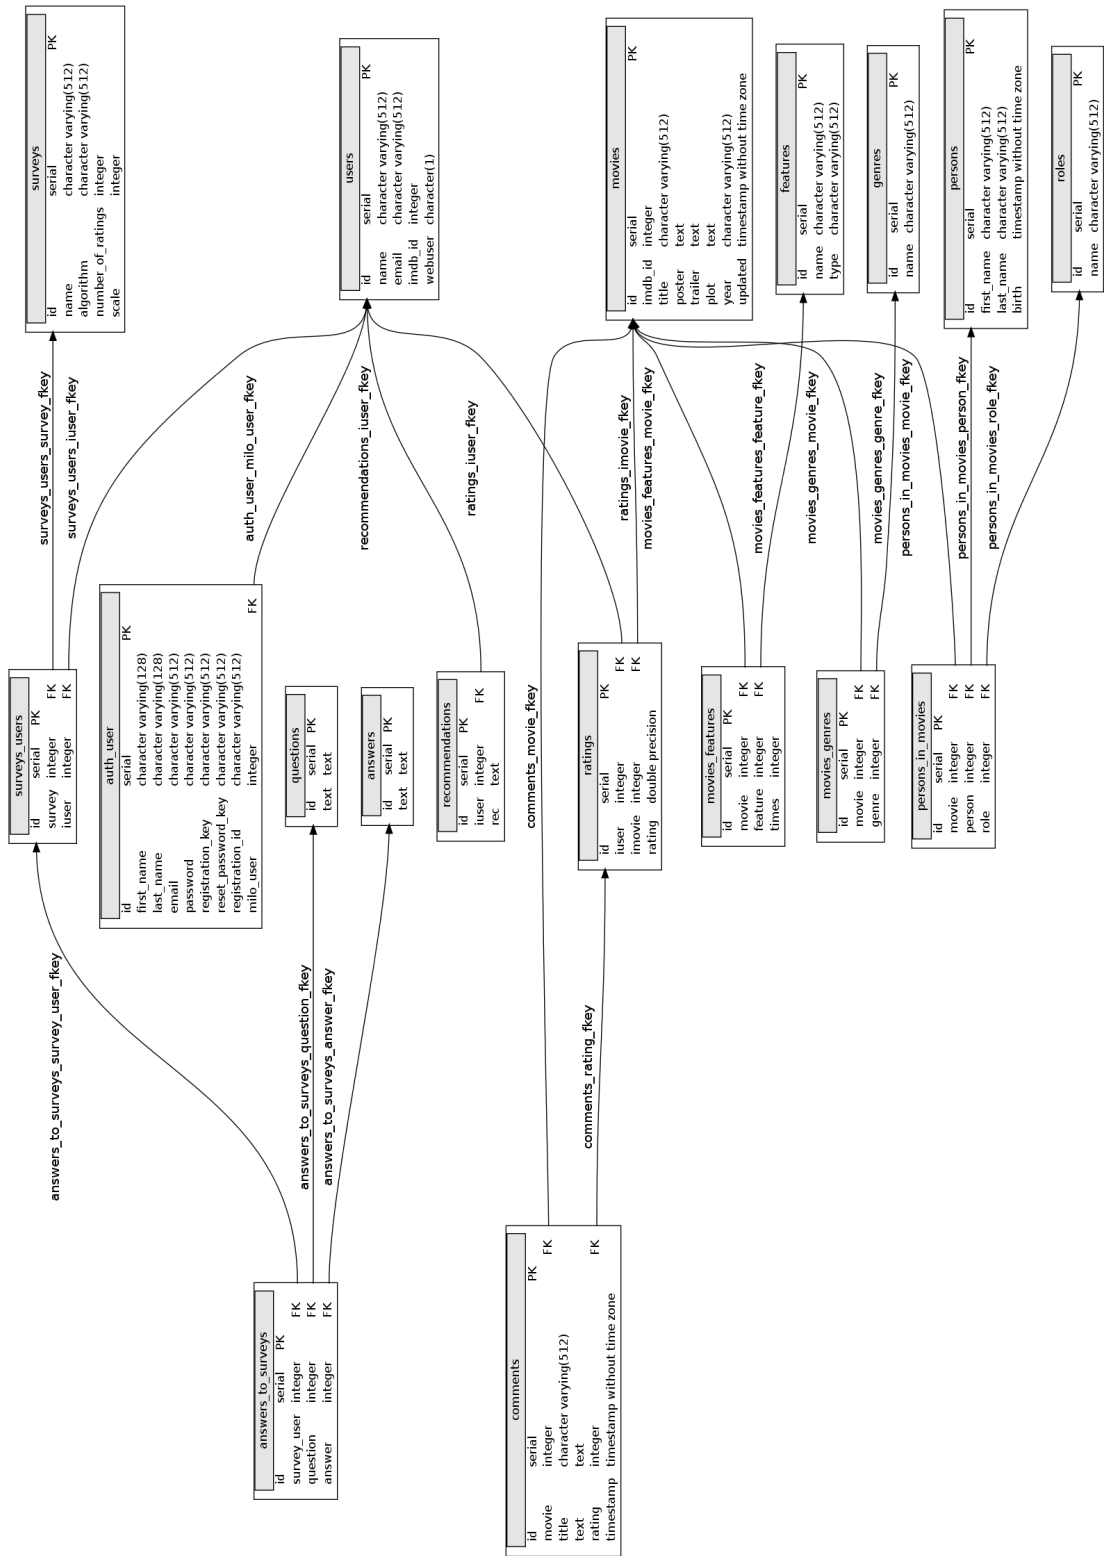 surveys
id serial PK
name character varying(512)
algorithm character varying(512)
number_of_ratings integer
scale integer
users
id serial PK
name character varying(512)
email character varying(512)
imdb_id integer
webuser character(1)
movies
id serial PK
imdb_id integer
title character varying(512)
poster text
trailer text
plot text
year character varying(512)
updated timestamp without time zone
features
id serial PK
name character varying(512)
type character varying(512)
genres
id serial PK
name character varying(512)
persons
id serial PK
first_name character varying(512)
last_name character varying(512)
birth timestamp without time zone
roles
id serial PK
name character varying(512)
surveys_users_survey_fkey
surveys_users_iuser_fkey
auth_user_milo_user_fkey
recommendations_iuser_fkey
ratings_iuser_fkey
ratings_imovie_fkey
movies_features_movie_fkey
movies_features_feature_fkey
movies_genres_movie_fkey
movies_genres_genre_fkey
persons_in_movies_movie_fkey
persons_in_movies_person_fkey
persons_in_movies_role_fkey
surveys_users
id serial PK
survey integer FK
iuser integer FK
auth_user
id serial PK
first_name character varying(128)
last_name character varying(128)
email character varying(512)
password character varying(512)
registration_key character varying(512)
reset_password_key character varying(512)
registration_id character varying(512)
milo_user integer FK
questions
id serial PK
text text
answers
id serial PK
text text
recommendations
id serial PK
iuser integer FK
rec text
comments_movie_fkey
ratings
id serial PK
iuser integer FK
imovie integer FK
rating double precision
movies_features
id serial PK
movie integer FK
feature integer FK
times integer
movies_genres
id serial PK
movie integer FK
genre integer FK
persons_in_movies
id serial PK
movie integer FK
person integer FK
role integer FK
answers_to_surveys_survey_user_fkey
answers_to_surveys_question_fkey
answers_to_surveys_answer_fkey
comments_rating_fkey
answers_to_surveys
id serial PK
survey_user integer FK
question integer FK
answer integer FK
comments
id serial PK
movie integer FK
title character varying(512)
text text
rating integer FK
timestamp timestamp without time zone